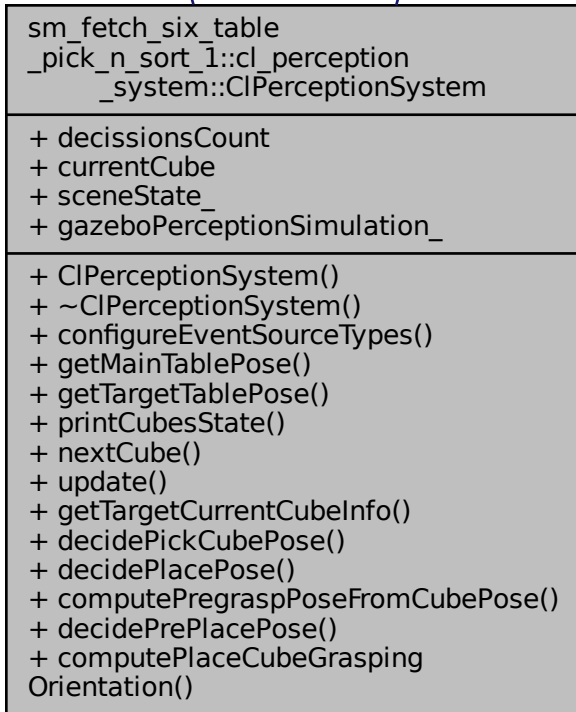 sm_fetch_six_table
_pick_n_sort_1::cl_perception
_system::ClPerceptionSystem
+ decissionsCount
+ currentCube
+ sceneState_
+ gazeboPerceptionSimulation_
+ ClPerceptionSystem()
+ ~ClPerceptionSystem()
+ configureEventSourceTypes()
+ getMainTablePose()
+ getTargetTablePose()
+ printCubesState()
+ nextCube()
+ update()
+ getTargetCurrentCubeInfo()
+ decidePickCubePose()
+ decidePlacePose()
+ computePregraspPoseFromCubePose()
+ decidePrePlacePose()
+ computePlaceCubeGrasping
Orientation()